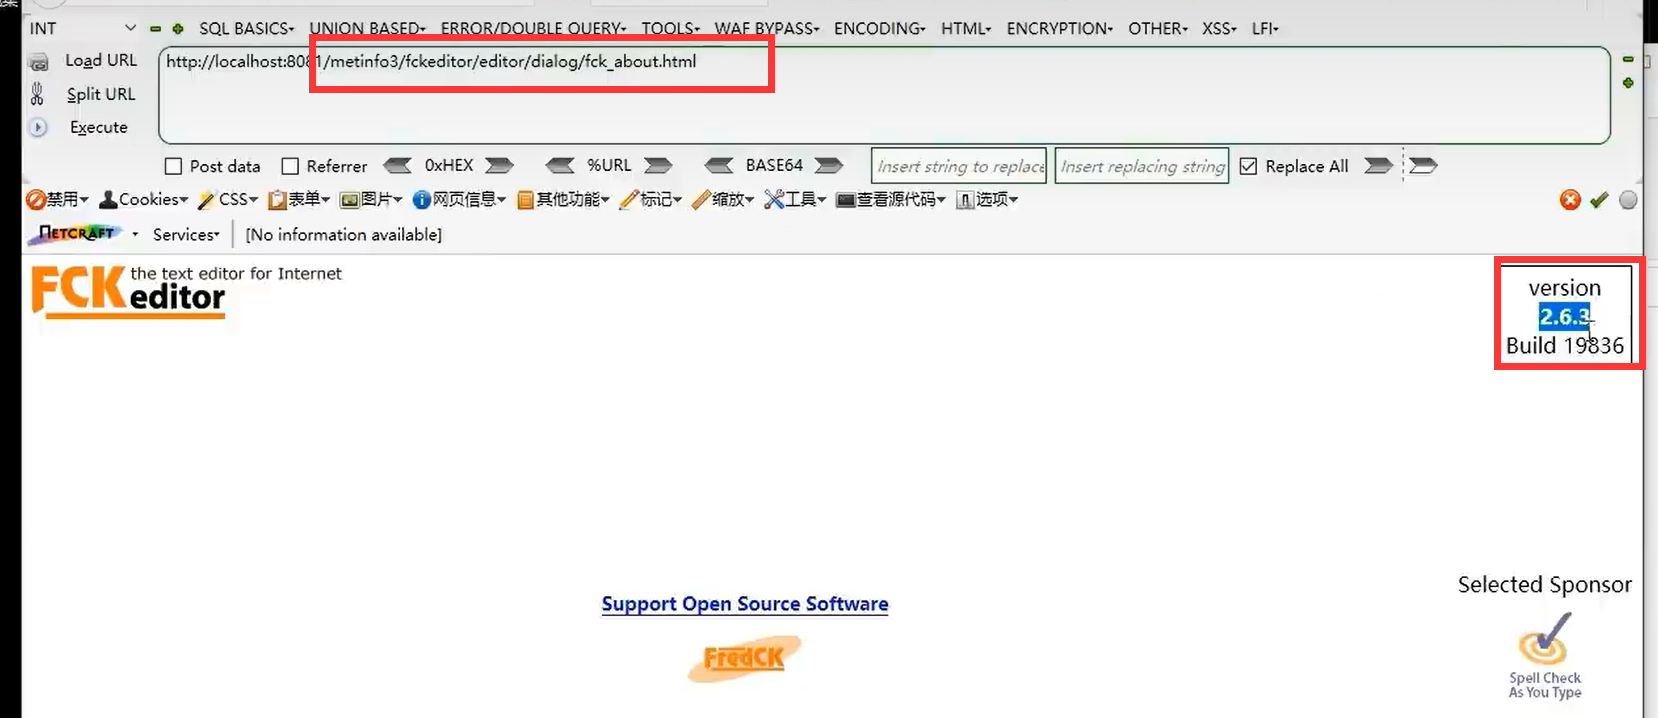 INT SQL BASICS UNION BASED ERROR/DOUBLE QUERY TOOLS WAF BYPASS ENCODING HTML ENCRYPTION OTHER XSS LFI
Load URL http://localhost:8081/metinfo3/fckeditor/editor/dialog/fck_about.html
Split URL
Execute
Post data Referrer 0xHEX %URL BASE64 Insert string to replace Insert replacing string Replace All
禁用 Cookies CSS 表单 图片 网页信息 其他功能 标记 缩放 工具 查看源代码 选项
NETCRAFT Services [No information available]
FCKeditor the text editor for Internet
version
2.6.3
Build 19836
Selected Sponsor
Support Open Source Software
FredCK
Spell Check
As You Type